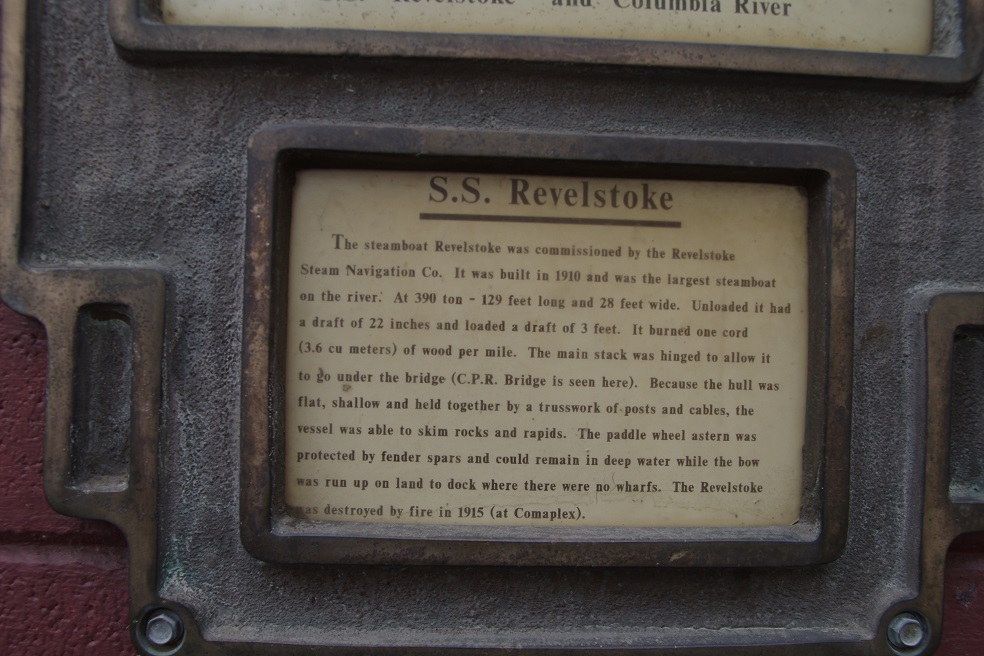 Revelstoke and Columbia River
S.S. Revelstoke
The steamboat Revelstoke was commissioned by the Revelstoke
Steam Navigation Co. It was built in 1910 and was the largest steamboat
on the river. At 390 ton - 129 feet long and 28 feet wide. Unloaded it had
a draft of 22 inches and loaded a draft of 3 feet. It burned one cord
(3.6 cu meters) of wood per mile. The main stack was hinged to allow it
to go under the bridge (C.P.R. Bridge is seen here). Because the hull was
flat, shallow and held together by a trusswork of posts and cables, the
vessel was able to skim rocks and rapids. The paddle wheel astern was
protected by fender spars and could remain in deep water while the bow
was run up on land to dock where there were no wharfs. The Revelstoke
was destroyed by fire in 1915 (at Comaplex).